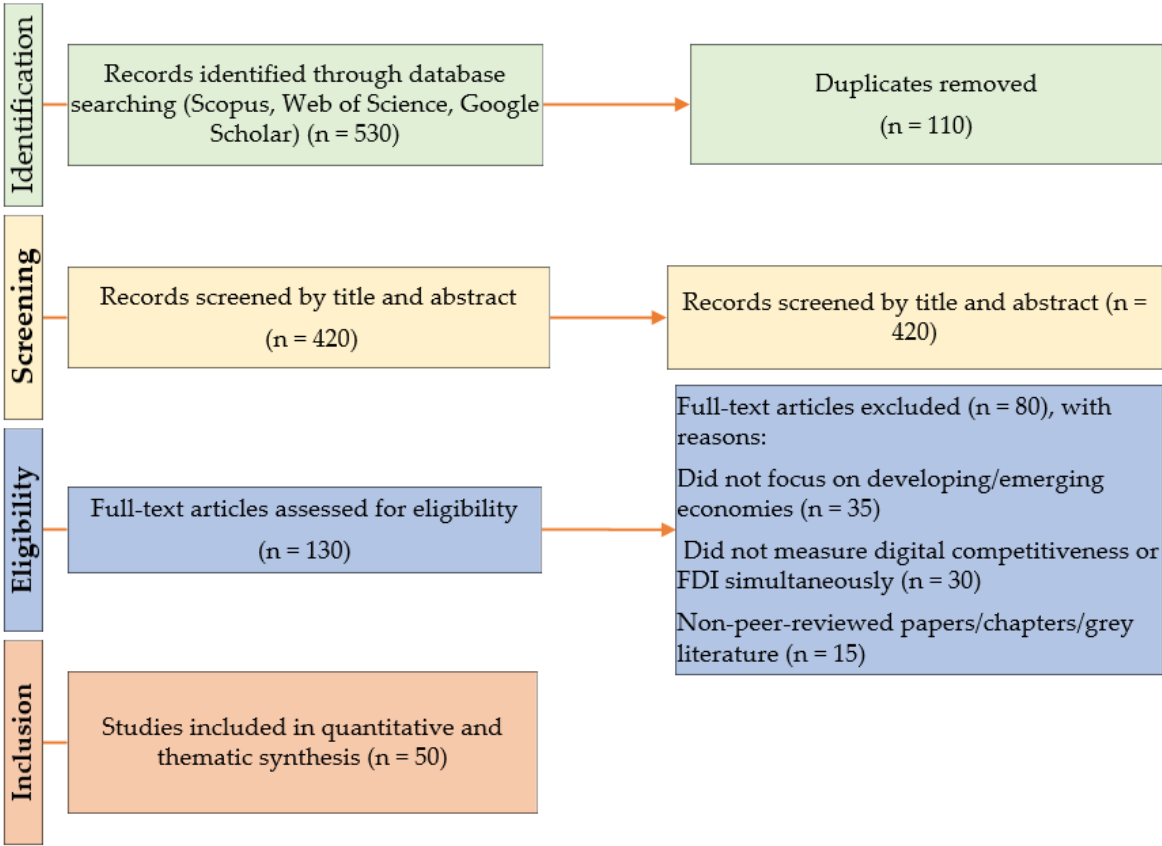 Identification
Records identified through database
searching (Scopus, Web of Science, Google
Scholar) (n = 530)
Duplicates removed
(n = 110)
Screening
Records screened by title and abstract
(n = 420)
Records screened by title and abstract (n =
420)
Eligibility
Full-text articles assessed for eligibility
(n = 130)
Full-text articles excluded (n = 80), with
reasons:
Did not focus on developing/emerging
economies (n = 35)
Did not measure digital competitiveness or
FDI simultaneously (n = 30)
Non-peer-reviewed papers/chapters/grey
literature (n = 15)
Inclusion
Studies included in quantitative and
thematic synthesis (n = 50)